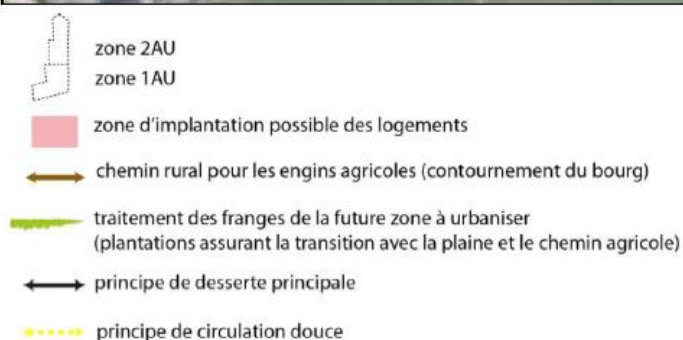 zone 2AU
zone 1AU
zone d'implantation possible des logements
chemin rural pour les engins agricoles (contournement du bourg)
traitement des franges de la future zone à urbaniser
(plantations assurant la transition avec la plaine et le chemin agricole)
principe de desserte principale
principe de circulation douce